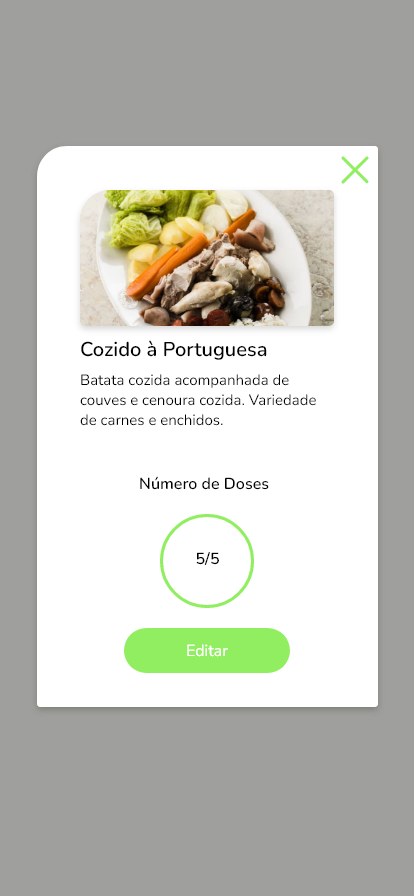 Cozido à Portuguesa
Batata cozida acompanhada de
couves e cenoura cozida. Variedade
de carnes e enchidos.
Número de Doses
5/5
Editar